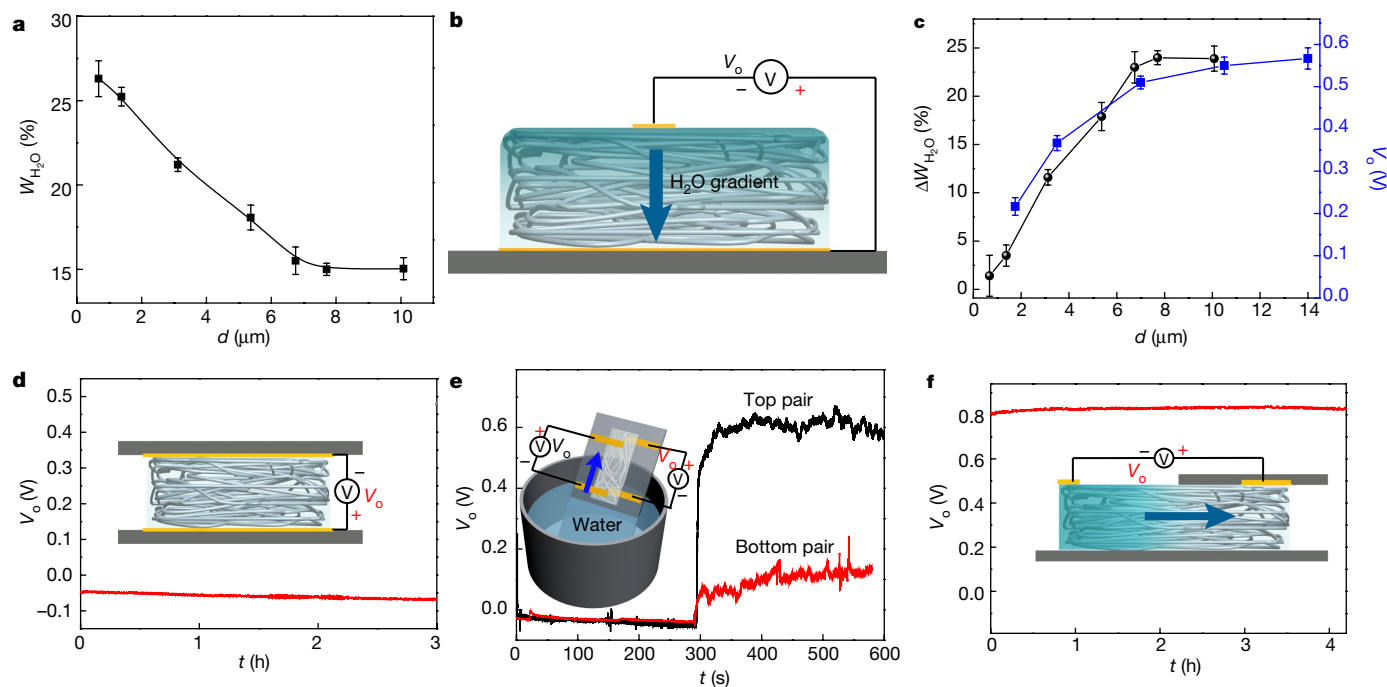 a
30
25
20
15
W_H₂O (%)
0 2 4 6 8 10
d (μm)
b
V_o
− V +
H₂O gradient
c
25
20
15
10
5
0
ΔW_H₂O (%)
0 2 4 6 8 10 12 14
d (μm)
0.6
0.5
0.4
0.3
0.2
0.1
0.0
V_o (V)
d
0.5
0.4
0.3
0.2
0.1
0.0
−0.1
V_o (V)
−
V V_o
+
0 1 2 3
t (h)
e
0.6
0.4
0.2
0.0
V_o (V)
Top pair
+
V V_o
−
V_o +
V
−
Water
Bottom pair
0 100 200 300 400 500 600
t (s)
f
0.8
0.6
0.4
0.2
0.0
V_o (V)
− V +
V_o
0 1 2 3 4
t (h)